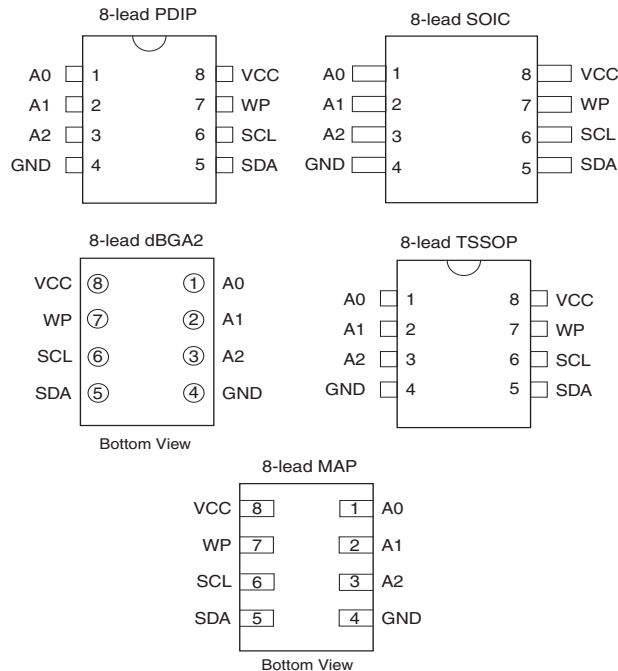 8-lead PDIP
A0 1 8 VCC
A1 2 7 WP
A2 3 6 SCL
GND 4 5 SDA
8-lead SOIC
A0 1 8 VCC
A1 2 7 WP
A2 3 6 SCL
GND 4 5 SDA
8-lead dBGA2
VCC 8 1 A0
WP 7 2 A1
SCL 6 3 A2
SDA 5 4 GND
Bottom View
8-lead TSSOP
A0 1 8 VCC
A1 2 7 WP
A2 3 6 SCL
GND 4 5 SDA
8-lead MAP
VCC 8 1 A0
WP 7 2 A1
SCL 6 3 A2
SDA 5 4 GND
Bottom View